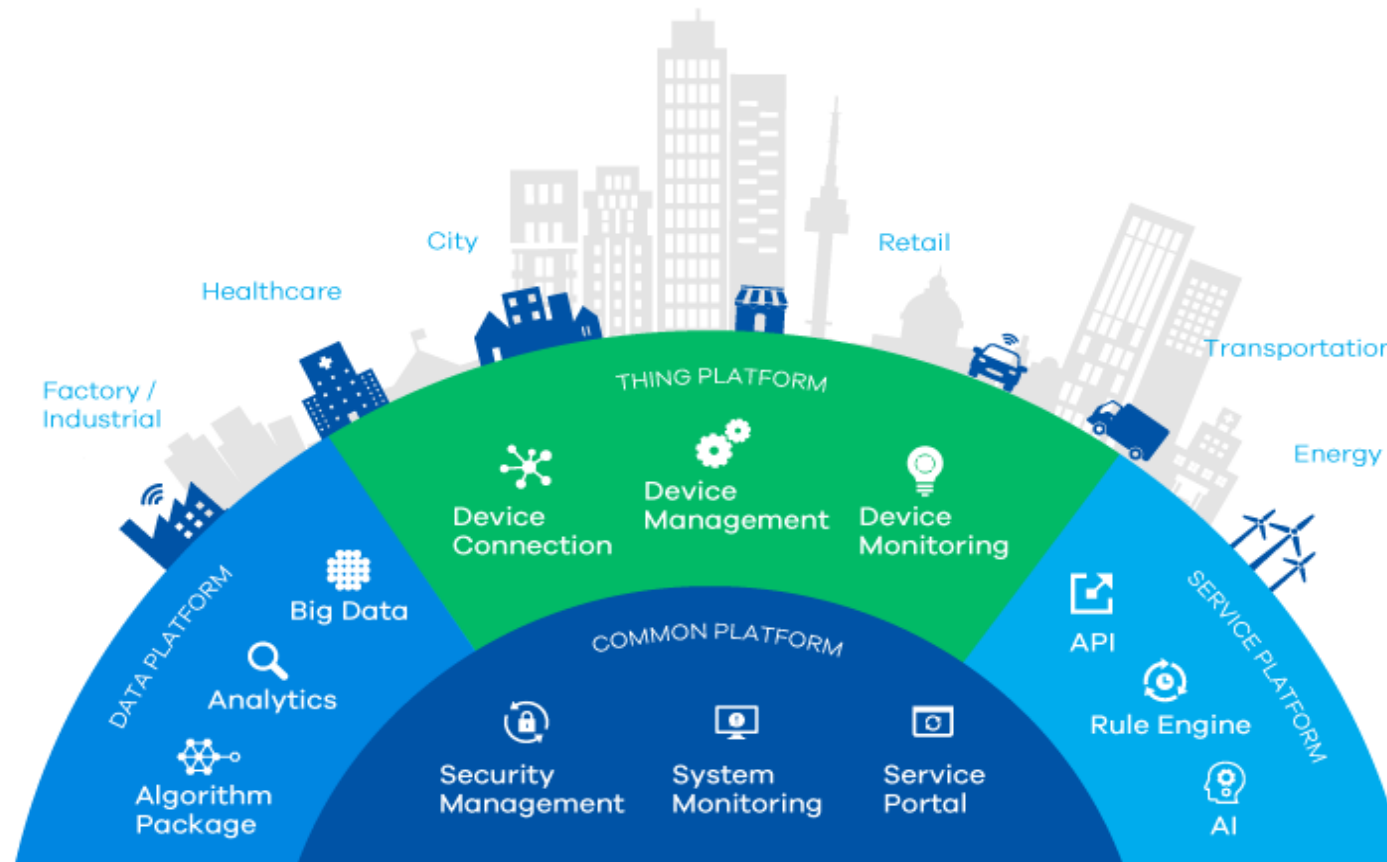 City
Retail
Healthcare
Transportation
Factory /
Industrial
Energy
THING PLATFORM
Device
Connection
Device
Management
Device
Monitoring
DATA PLATFORM
Big Data
Analytics
Algorithm
Package
COMMON PLATFORM
Security
Management
System
Monitoring
Service
Portal
SERVICE PLATFORM
API
Rule Engine
AI